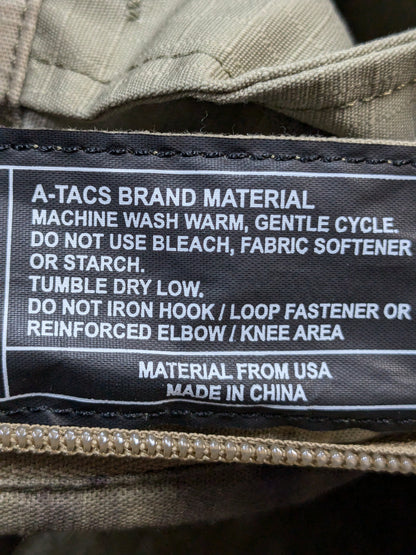 A-TACS BRAND MATERIAL
MACHINE WASH WARM, GENTLE CYCLE.
DO NOT USE BLEACH, FABRIC SOFTENER
OR STARCH.
TUMBLE DRY LOW.
DO NOT IRON HOOK / LOOP FASTENER OR
REINFORCED ELBOW / KNEE AREA
MATERIAL FROM USA
MADE IN CHINA